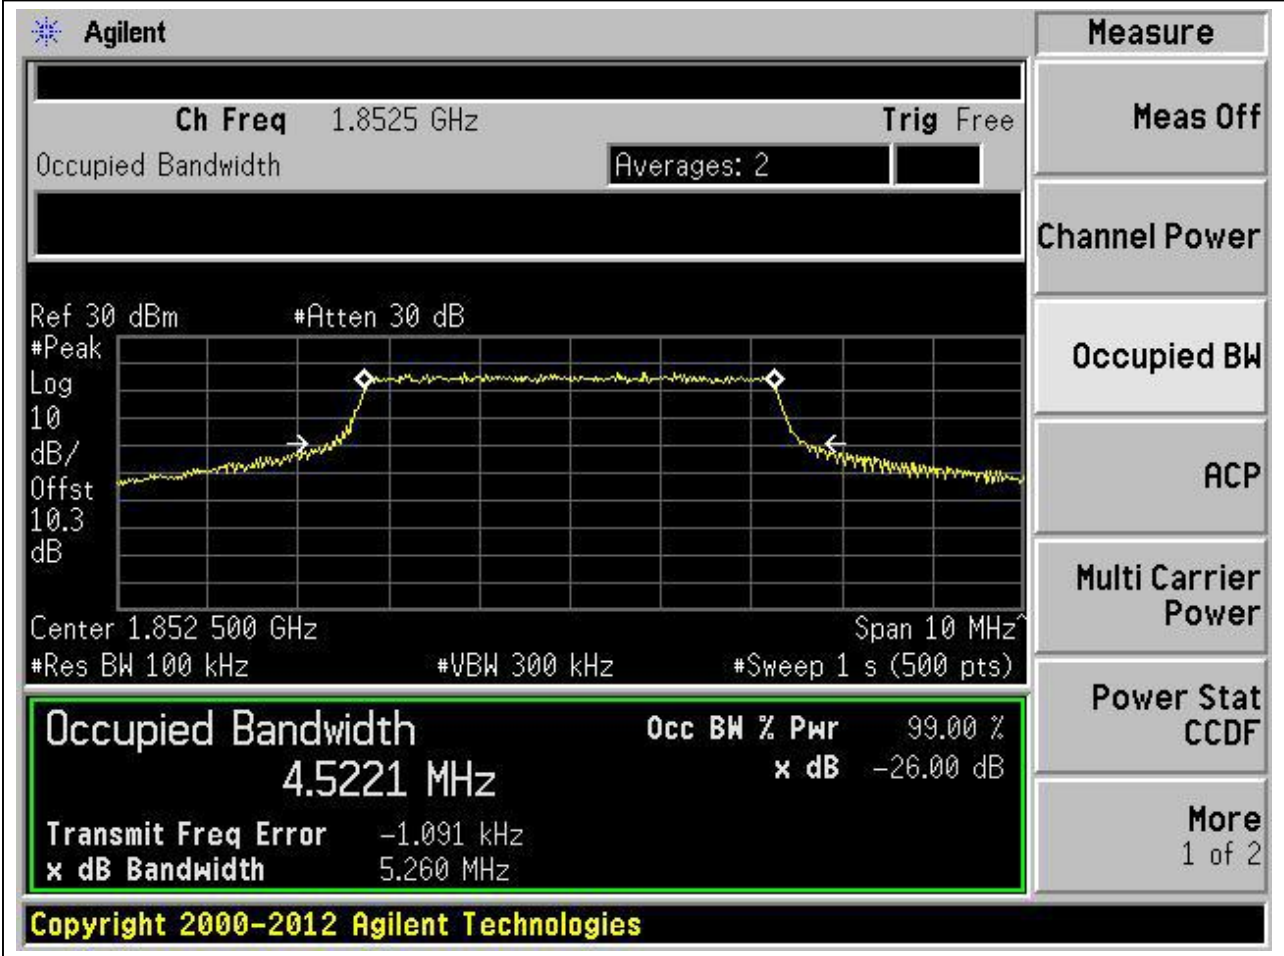 Agilent
Measure
Ch Freq 1.8525 GHz Trig Free
Occupied Bandwidth Averages: 2
Ref 30 dBm #Atten 30 dB
#Peak
Log
10
dB/
Offst
10.3
dB
Center 1.852 500 GHz Span 10 MHz^
#Res BW 100 kHz #VBW 300 kHz #Sweep 1 s (500 pts)
Occupied Bandwidth Occ BW % Pwr 99.00 %
4.5221 MHz x dB -26.00 dB
Transmit Freq Error -1.091 kHz
x dB Bandwidth 5.260 MHz
Copyright 2000-2012 Agilent Technologies
Meas Off
Channel Power
Occupied BW
ACP
Multi Carrier
Power
Power Stat
CCDF
More
1 of 2